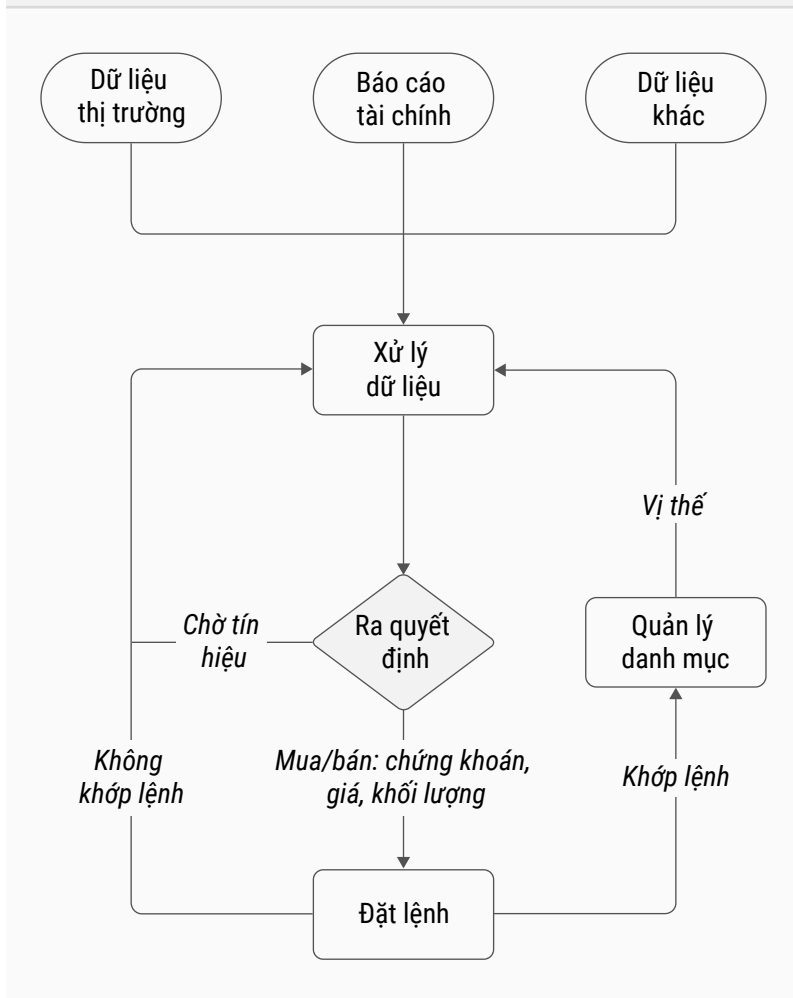 Dữ liệu
thị trường
Báo cáo
tài chính
Dữ liệu
khác
Xử lý
dữ liệu
Vị thế
Chờ tín
hiệu
Ra quyết
định
Quản lý
danh mục
Không
khớp lệnh
Mua/bán: chứng khoán,
giá, khối lượng
Khớp lệnh
Đặt lệnh